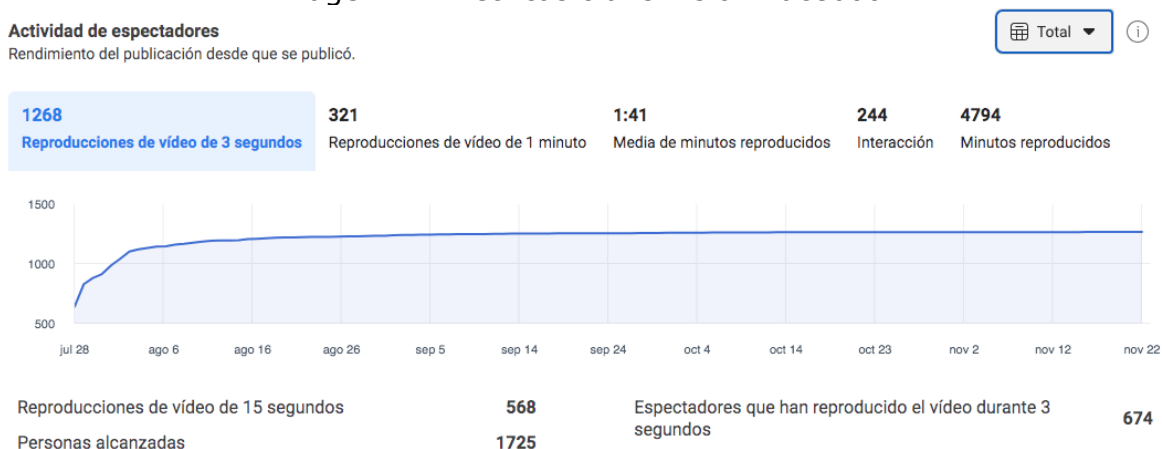 Actividad de espectadores
Rendimiento del publicación desde que se publicó.
Total
1268
Reproducciones de vídeo de 3 segundos
321
Reproducciones de vídeo de 1 minuto
1:41
Media de minutos reproducidos
244
Interacción
4794
Minutos reproducidos
1500
1000
500
jul 28 ago 6 ago 16 ago 26 sep 5 sep 14 sep 24 oct 4 oct 14 oct 23 nov 2 nov 12 nov 22
Reproducciones de vídeo de 15 segundos 568
Personas alcanzadas 1725
Espectadores que han reproducido el vídeo durante 3
segundos
674